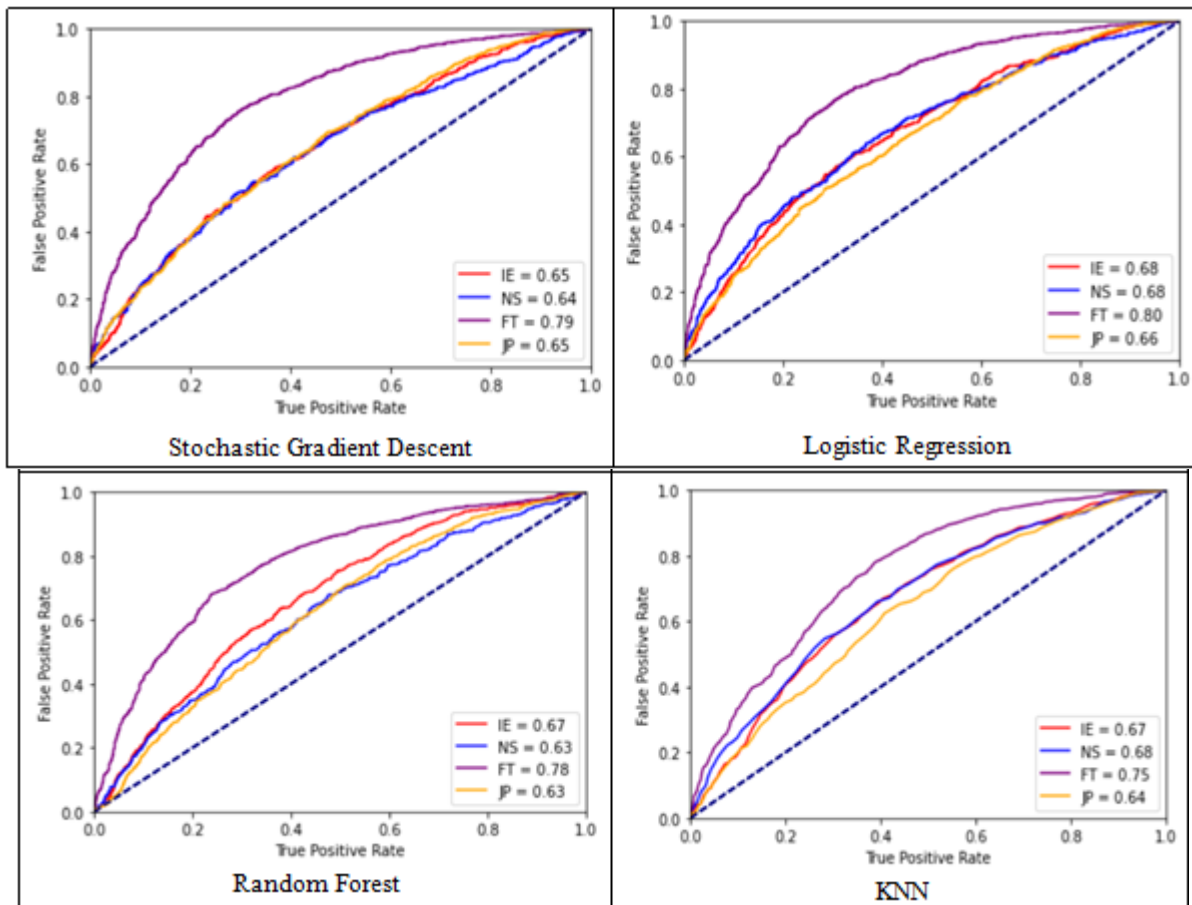 1.0
0.8
0.6
0.4
0.2
0.0
False Positive Rate
IE = 0.65
NS = 0.64
FT = 0.79
JP = 0.65
0.0 0.2 0.4 0.6 0.8 1.0
True Positive Rate
Stochastic Gradient Descent
1.0
0.8
0.6
0.4
0.2
0.0
False Positive Rate
IE = 0.68
NS = 0.68
FT = 0.80
JP = 0.66
0.0 0.2 0.4 0.6 0.8 1.0
True Positive Rate
Logistic Regression
1.0
0.8
0.6
0.4
0.2
0.0
False Positive Rate
IE = 0.67
NS = 0.63
FT = 0.78
JP = 0.63
0.0 0.2 0.4 0.6 0.8 1.0
True Positive Rate
Random Forest
1.0
0.8
0.6
0.4
0.2
0.0
False Positive Rate
IE = 0.67
NS = 0.68
FT = 0.75
JP = 0.64
0.0 0.2 0.4 0.6 0.8 1.0
True Positive Rate
KNN